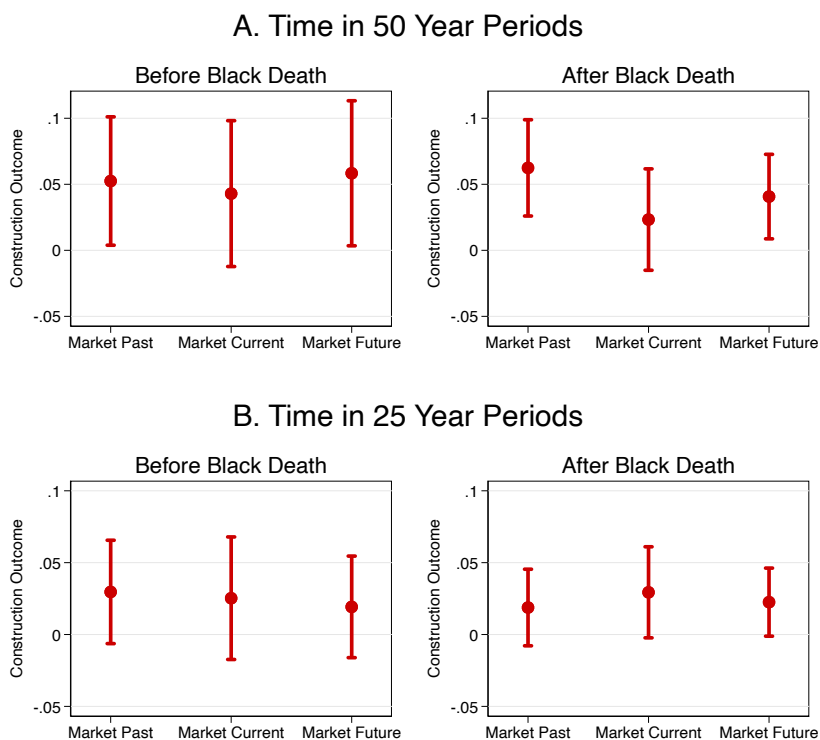 A. Time in 50 Year Periods
Before Black Death
Construction Outcome
.1
.05
0
-.05
Market Past Market Current Market Future
After Black Death
Construction Outcome
.1
.05
0
-.05
Market Past Market Current Market Future
B. Time in 25 Year Periods
Before Black Death
Construction Outcome
.1
.05
0
-.05
Market Past Market Current Market Future
After Black Death
Construction Outcome
.1
.05
0
-.05
Market Past Market Current Market Future